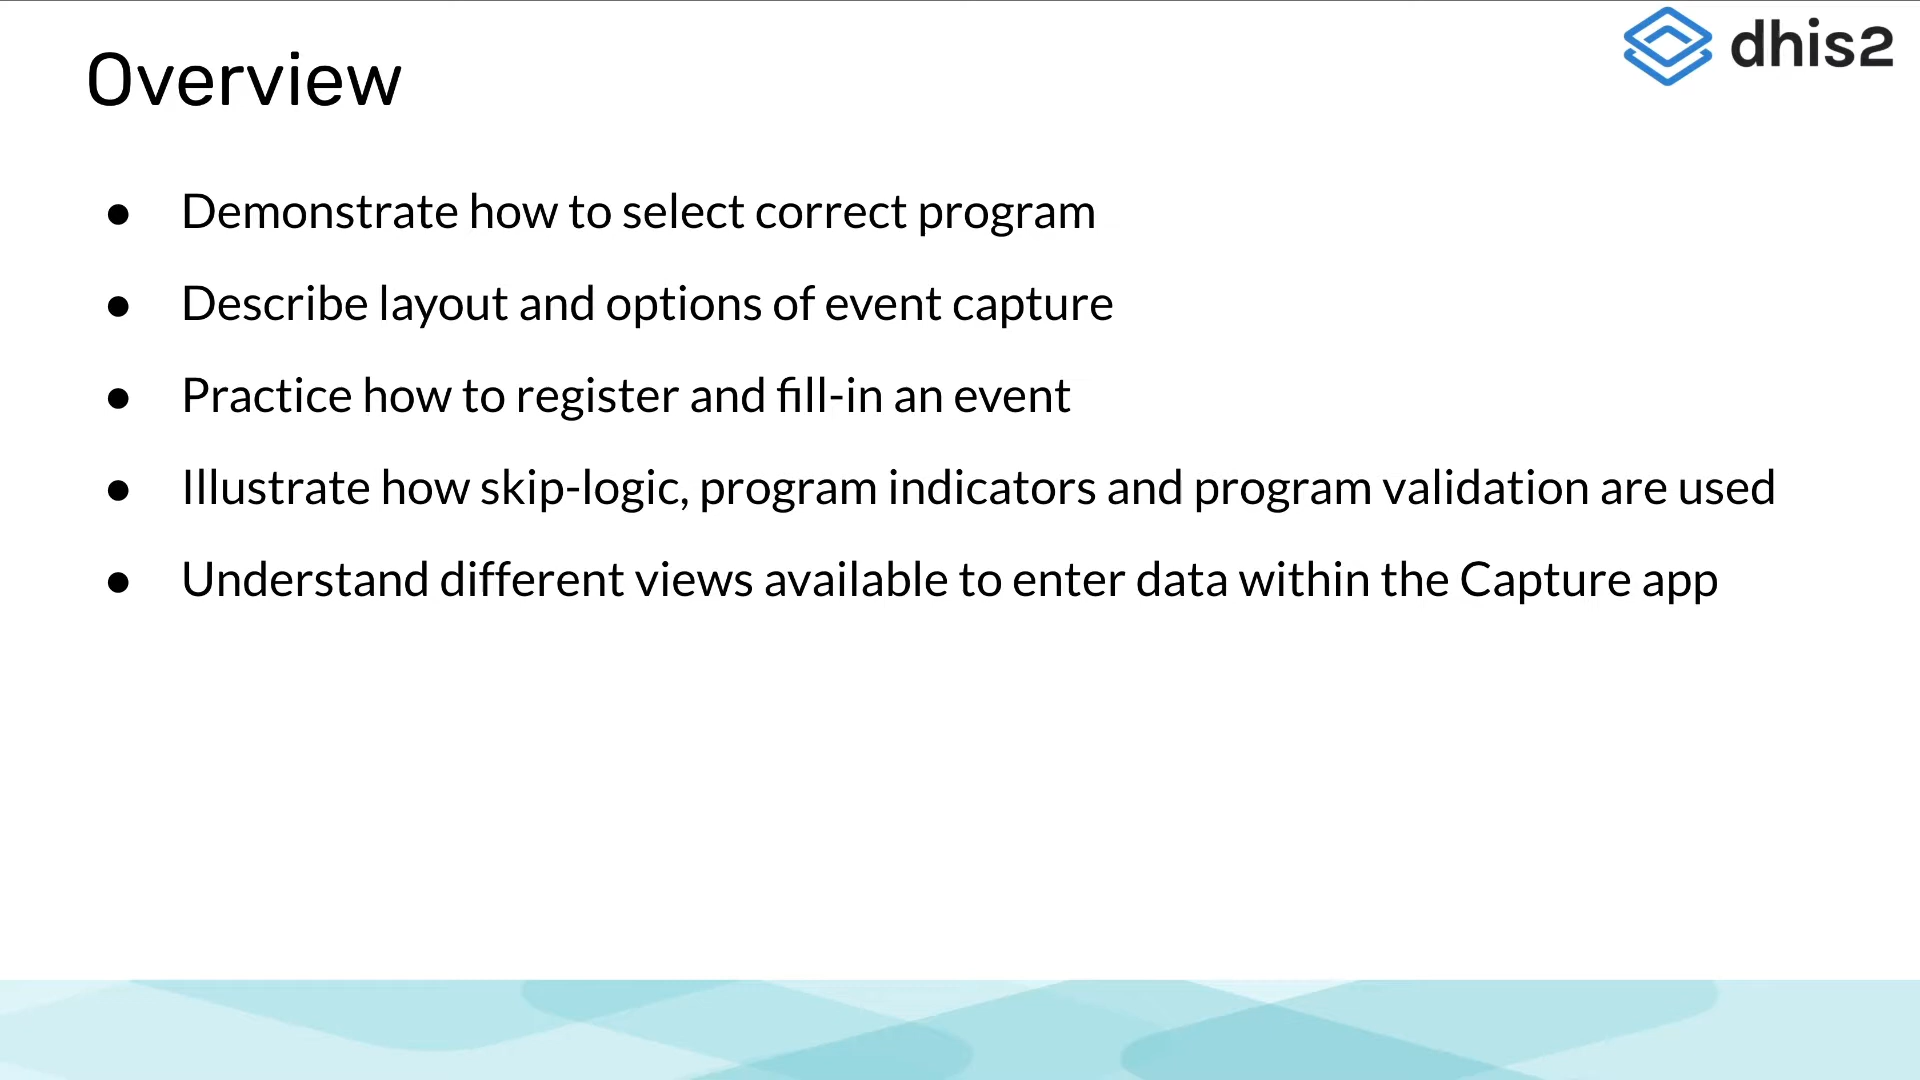 Overview
dhis2
● Demonstrate how to select correct program
● Describe layout and options of event capture
● Practice how to register and fill-in an event
● Illustrate how skip-logic, program indicators and program validation are used
● Understand different views available to enter data within the Capture app